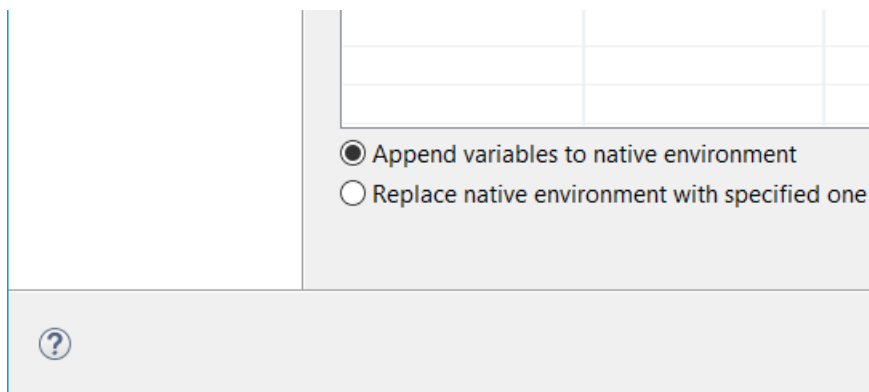 Append variables to native environment
Replace native environment with specified one
?